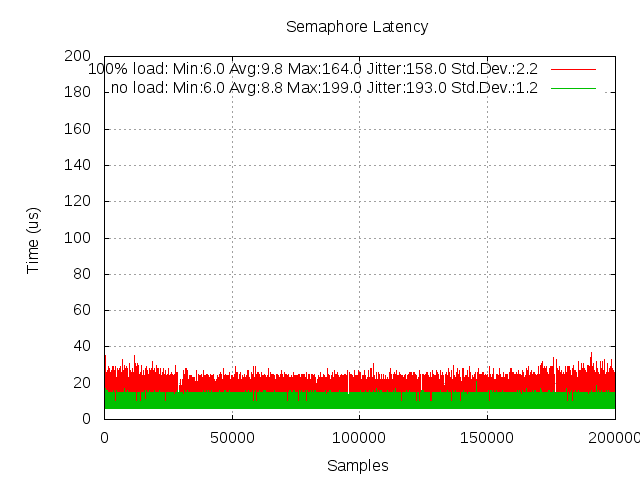 Semaphore Latency
200
100% load: Min:6.0 Avg:9.8 Max:164.0 Jitter:158.0 Std.Dev.:2.2
180
no load: Min:6.0 Avg:8.8 Max:199.0 Jitter:193.0 Std.Dev.:1.2
160
140
120
100
80
60
40
20
0
Time (us)
0 50000 100000 150000 200000
Samples